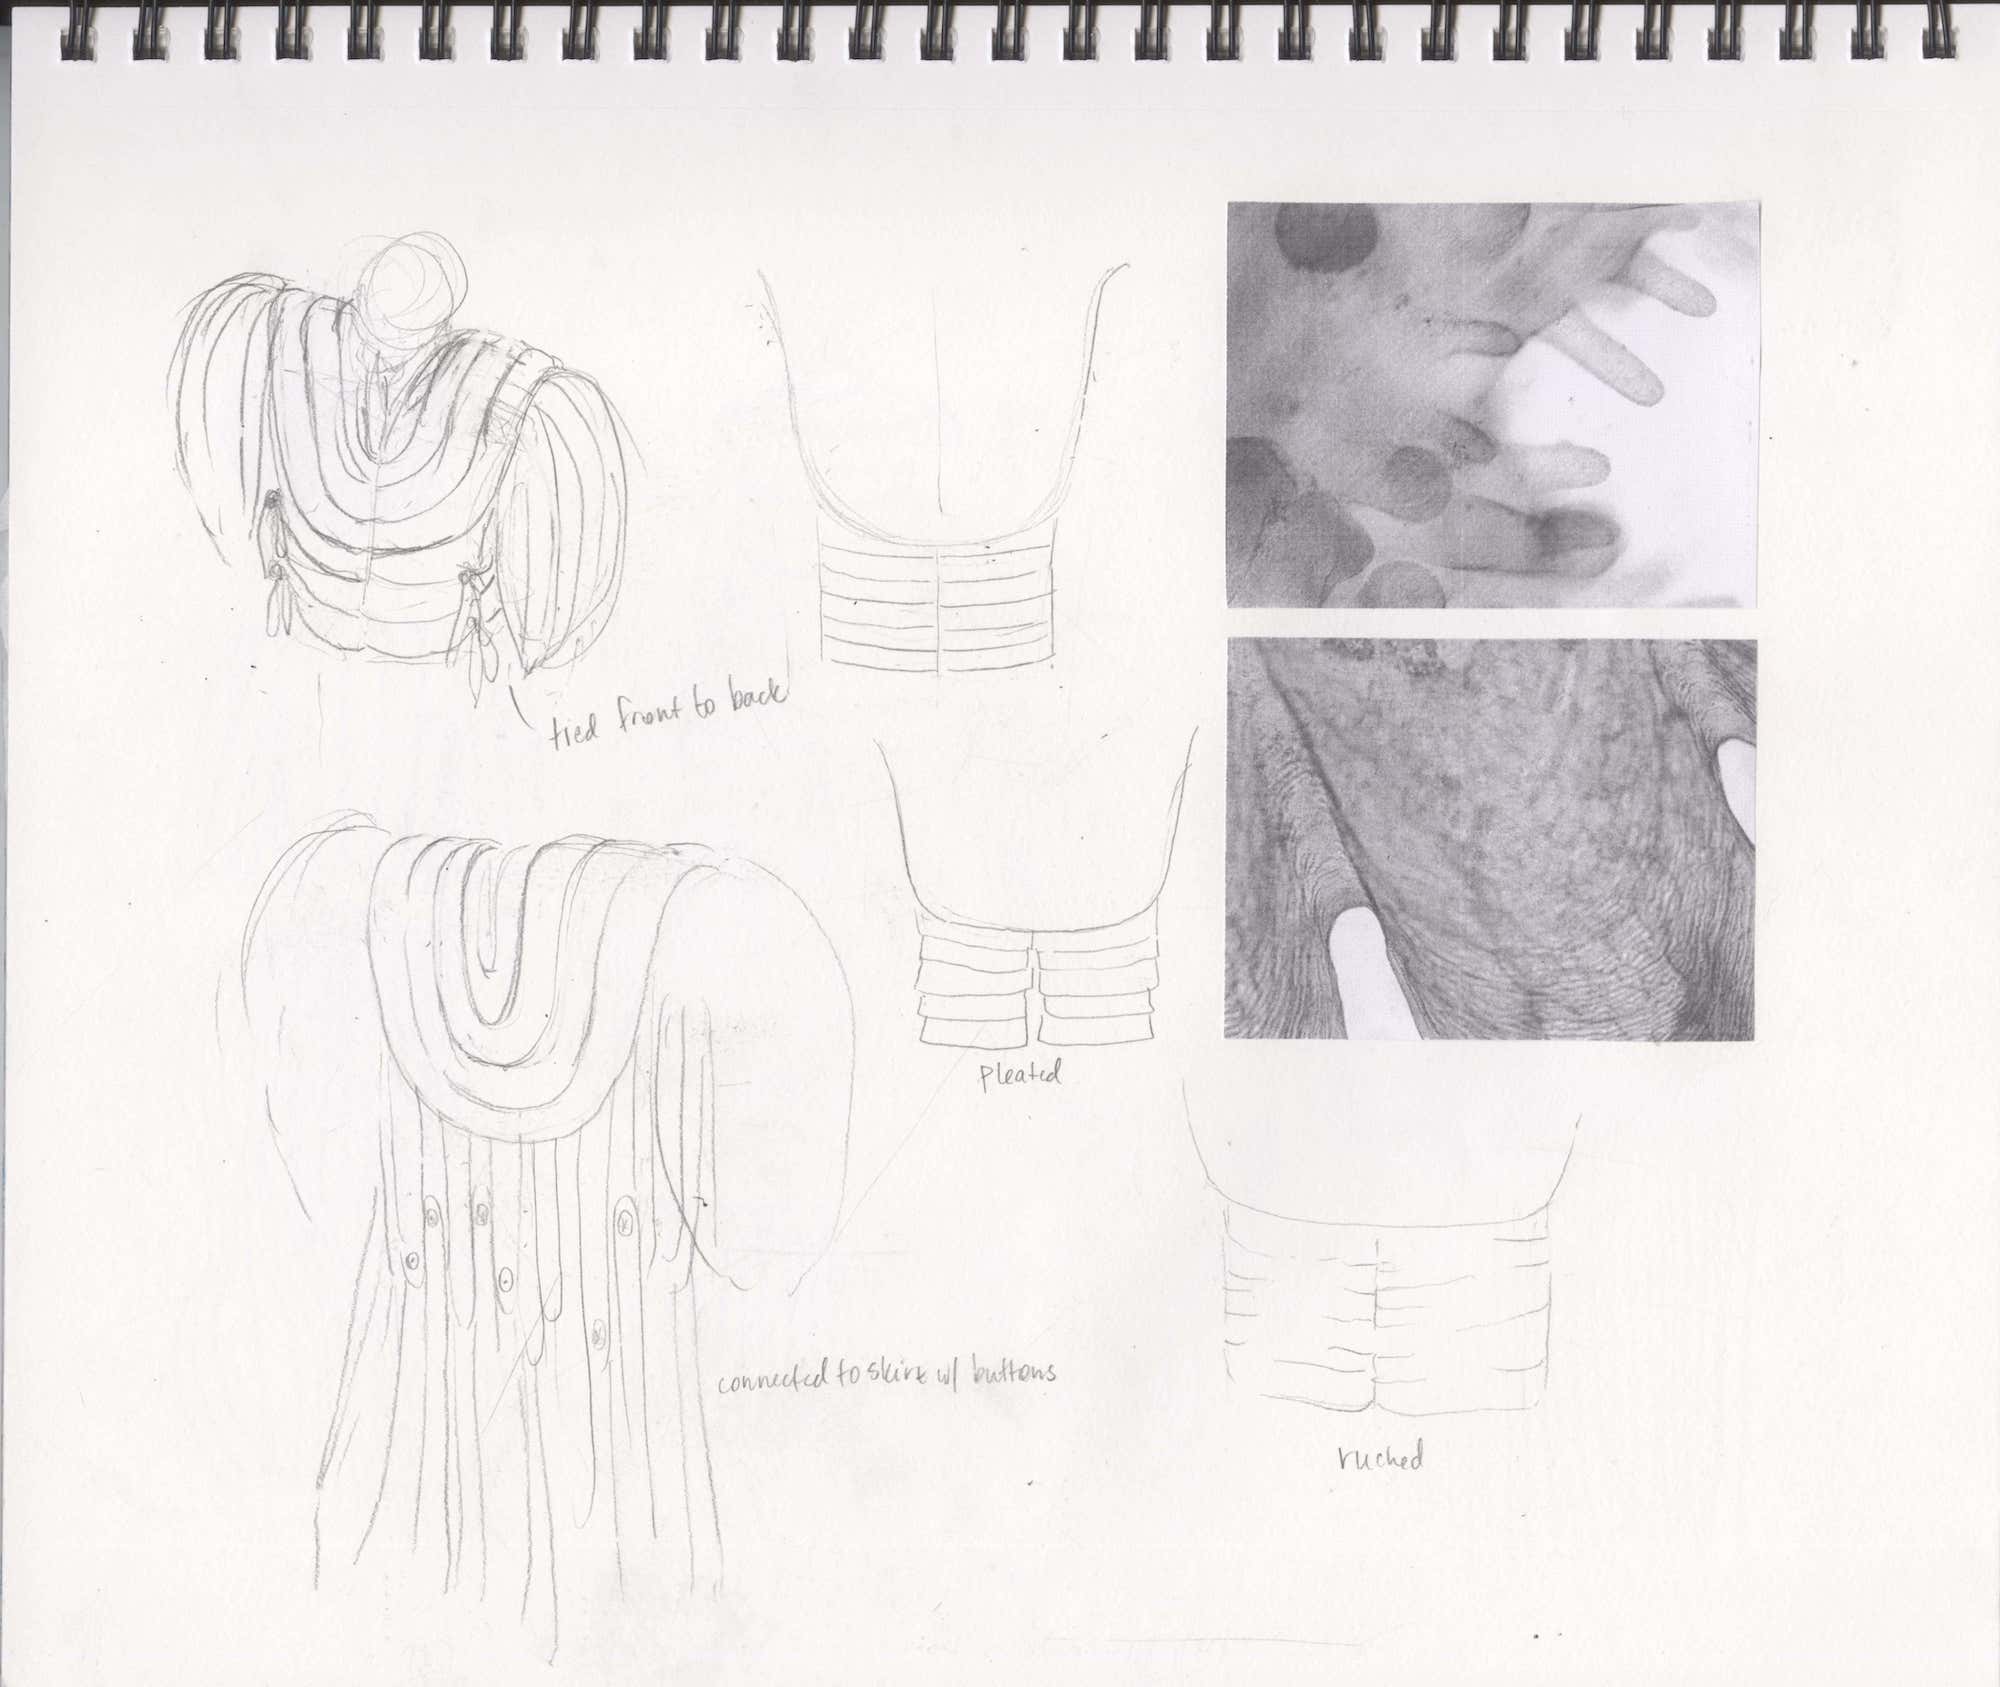 tied front to back
pleated
connected to skirt w/ buttons
ruched